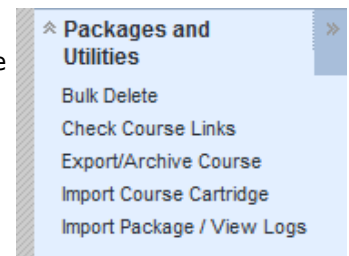 Packages and
Utilities
e
Bulk Delete
Check Course Links
Export/Archive Course
Import Course Cartridge
Import Package / View Logs